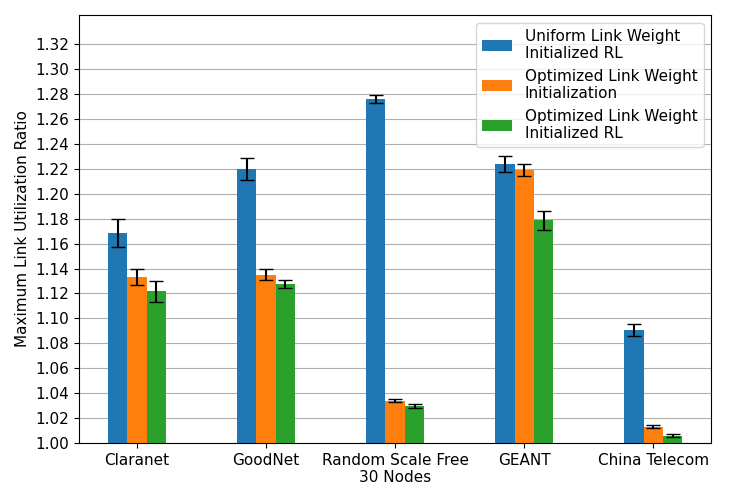 Uniform Link Weight
Initialized RL
Optimized Link Weight
Initialization
Optimized Link Weight
Initialized RL
Maximum Link Utilization Ratio
1.32
1.30
1.28
1.26
1.24
1.22
1.20
1.18
1.16
1.14
1.12
1.10
1.08
1.06
1.04
1.02
1.00
Claranet
GoodNet
Random Scale Free
30 Nodes
GEANT
China Telecom